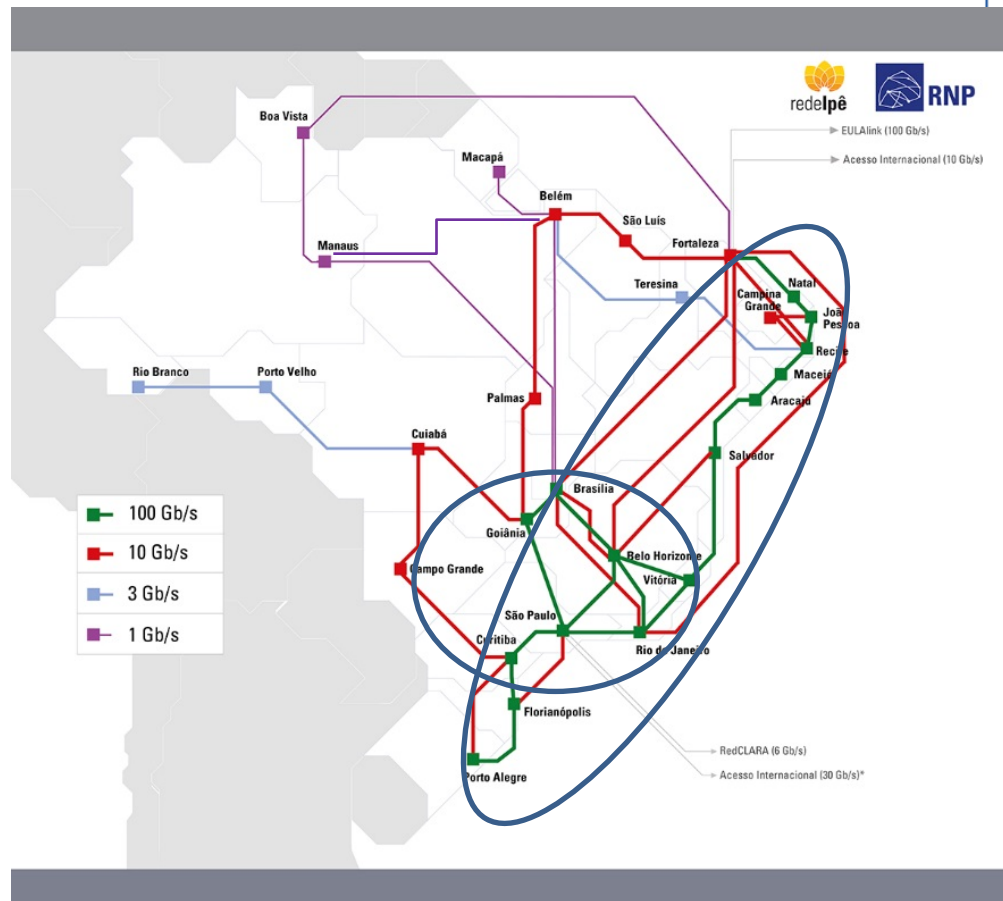 redeIpê
RNP
EULAlink (100 Gb/s)
Acesso Internacional (10 Gb/s)
Boa Vista
Macapá
Belém
São Luís
Fortaleza
Manaus
Teresina
Natal
Campina
Grande
João
Pessoa
Recife
Rio Branco
Porto Velho
Maceió
Palmas
Aracajú
Cuiabá
Salvador
Brasília
100 Gb/s
10 Gb/s
3 Gb/s
1 Gb/s
Goiânia
Belo Horizonte
Campo Grande
Vitória
São Paulo
Curitiba
Rio de Janeiro
Florianópolis
RedCLARA (6 Gb/s)
Acesso Internacional (30 Gb/s)*
Porto Alegre